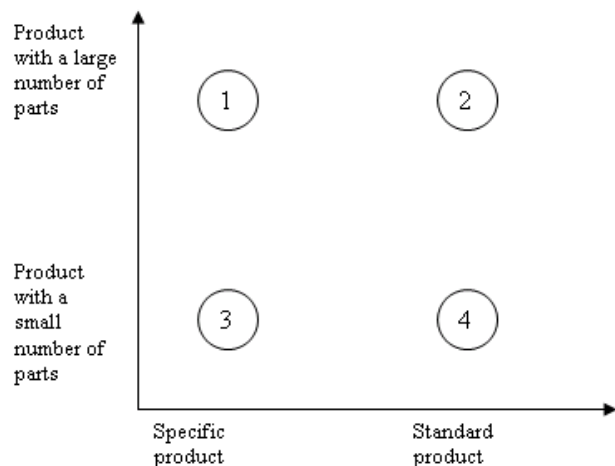 Product
with a large
number of
parts
1
2
Product
with a
small
number of
parts
3
4
Specific
product
Standard
product